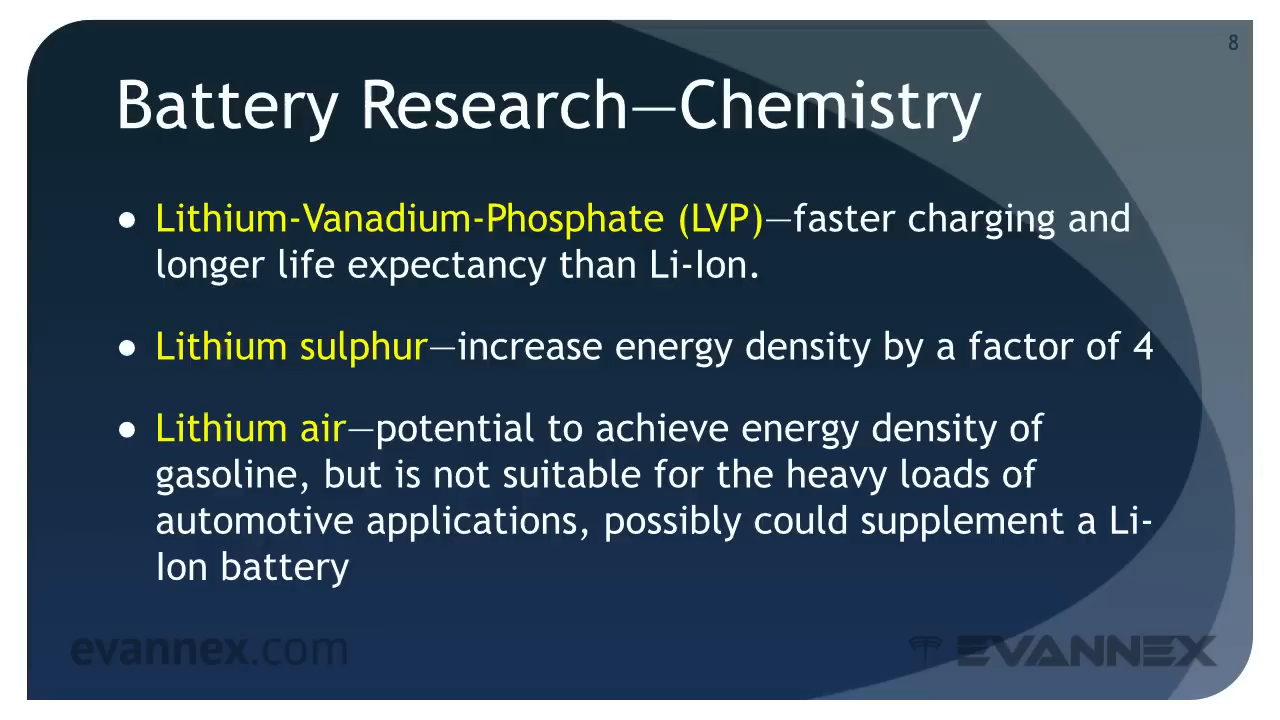 8
Battery Research—Chemistry
● Lithium-Vanadium-Phosphate (LVP)—faster charging and
longer life expectancy than Li-Ion.
● Lithium sulphur—increase energy density by a factor of 4
● Lithium air—potential to achieve energy density of
gasoline, but is not suitable for the heavy loads of
automotive applications, possibly could supplement a Li-
Ion battery
evannex.com
EVANNEX